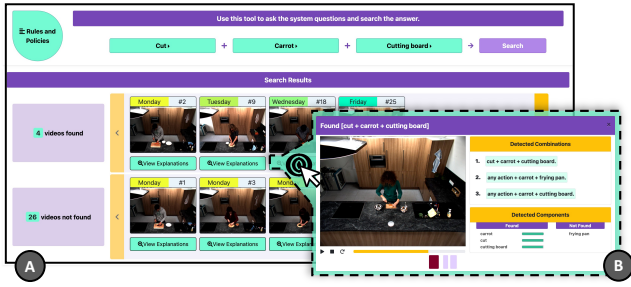 Rules and
Policies
Use this tool to ask the system questions and search the answer.
Cut › + Carrot › + Cutting board › → Search
Search Results
4 videos found
Monday #2
Tuesday #9
Wednesday #18
Friday #25
View Explanations
View Explanations
26 videos not found
Monday #1
Monday #3
Mond
View Explanations
View Explanations
View Expla
A
Found [cut + carrot + cutting board]
Detected Combinations
1. cut + carrot + cutting board.
2. any action + carrot + frying pan.
3. any action + carrot + cutting board.
Detected Components
Found
Not Found
carrot
frying pan
cut
cutting board
B